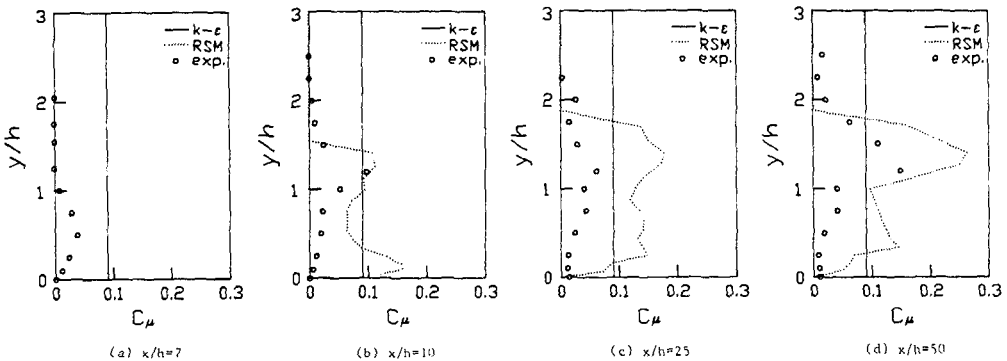 3
k-ε
RSM
exp.
2
y/h
1
0
0 0.1 0.2 0.3
Cμ
(a) x/h=7
3
k-ε
RSM
exp.
2
y/h
1
0
0 0.1 0.2 0.3
Cμ
(b) x/h=10
3
k-ε
RSM
exp.
2
y/h
1
0
0 0.1 0.2 0.3
Cμ
(c) x/h=25
3
k-ε
RSM
exp.
2
y/h
1
0
0 0.1 0.2 0.3
Cμ
(d) x/h=50